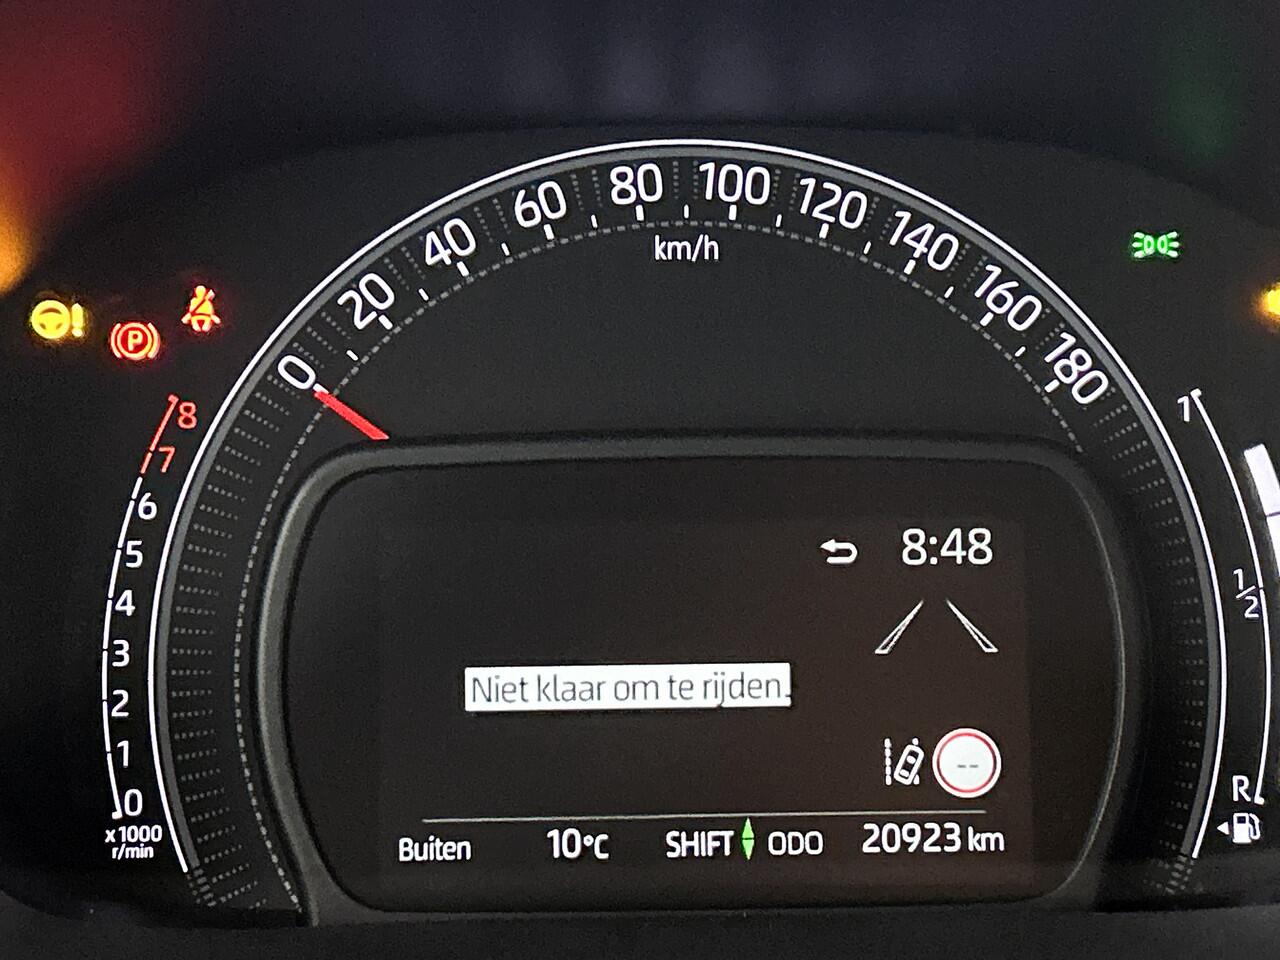 0 20 40 60 80 100 120 140 160 180
km/h
P
8
7
6
5
4
3
2
1
0
x1000
r/min
8:48
Niet klaar om te rijden.
--
Buiten 10°C SHIFT ODO 20923 km
1
1/2
R